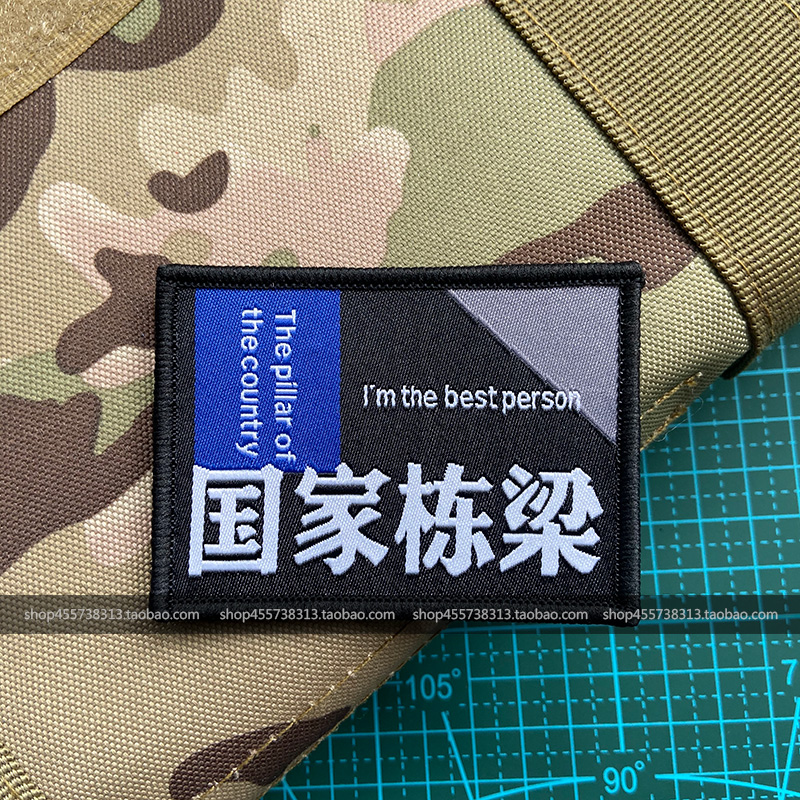 The pillar of
the country
I'm the best person
国家栋梁
shop455738313.taobao.com shop455738313.taobao.com shop455738313.taobao.com shop455738313.taobao.com
105°
7
90°